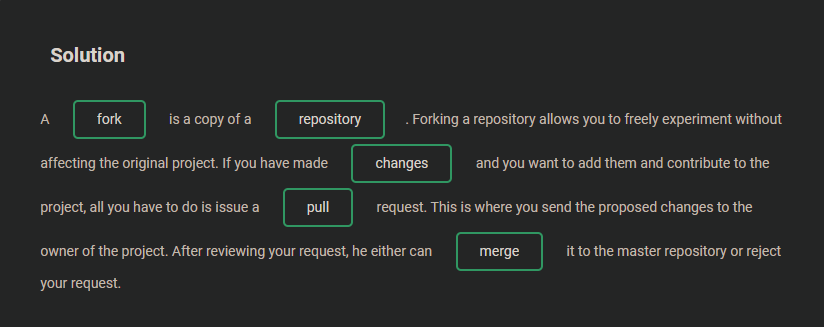 Solution
A fork is a copy of a repository . Forking a repository allows you to freely experiment without
affecting the original project. If you have made changes and you want to add them and contribute to the
project, all you have to do is issue a pull request. This is where you send the proposed changes to the
owner of the project. After reviewing your request, he either can merge it to the master repository or reject
your request.